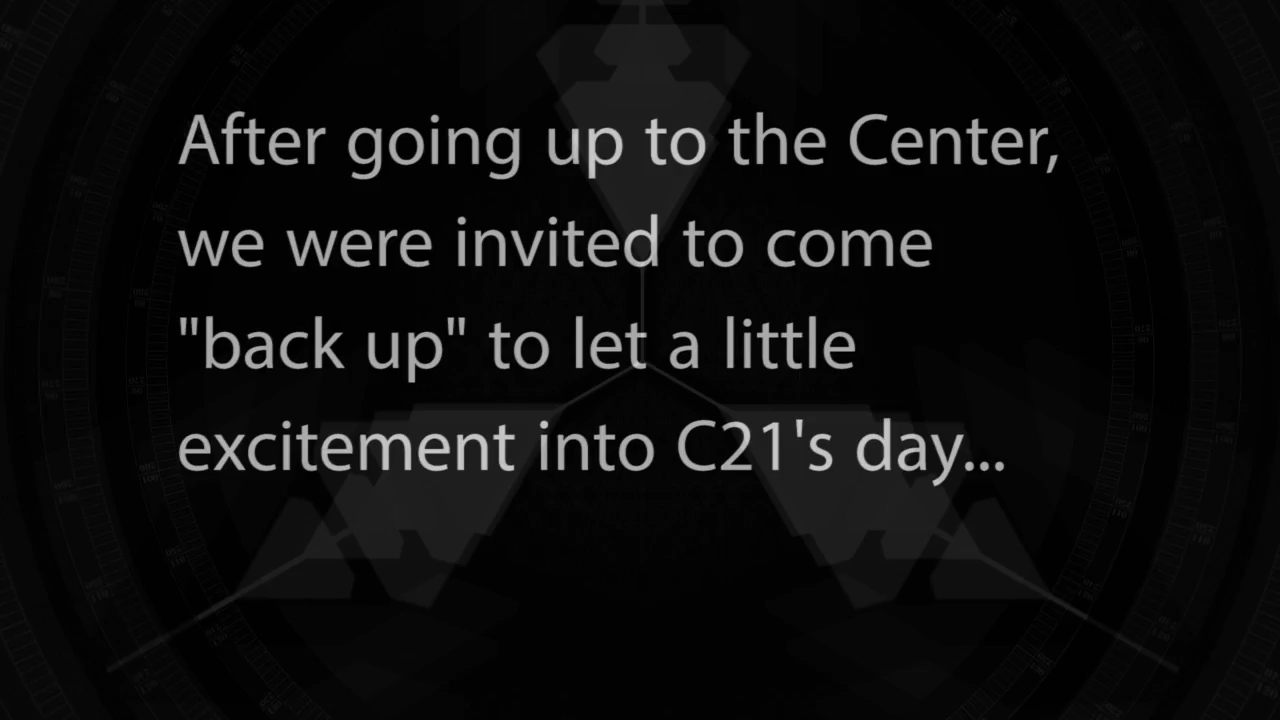 After going up to the Center,
we were invited to come
"back up" to let a little
excitement into C21's day...